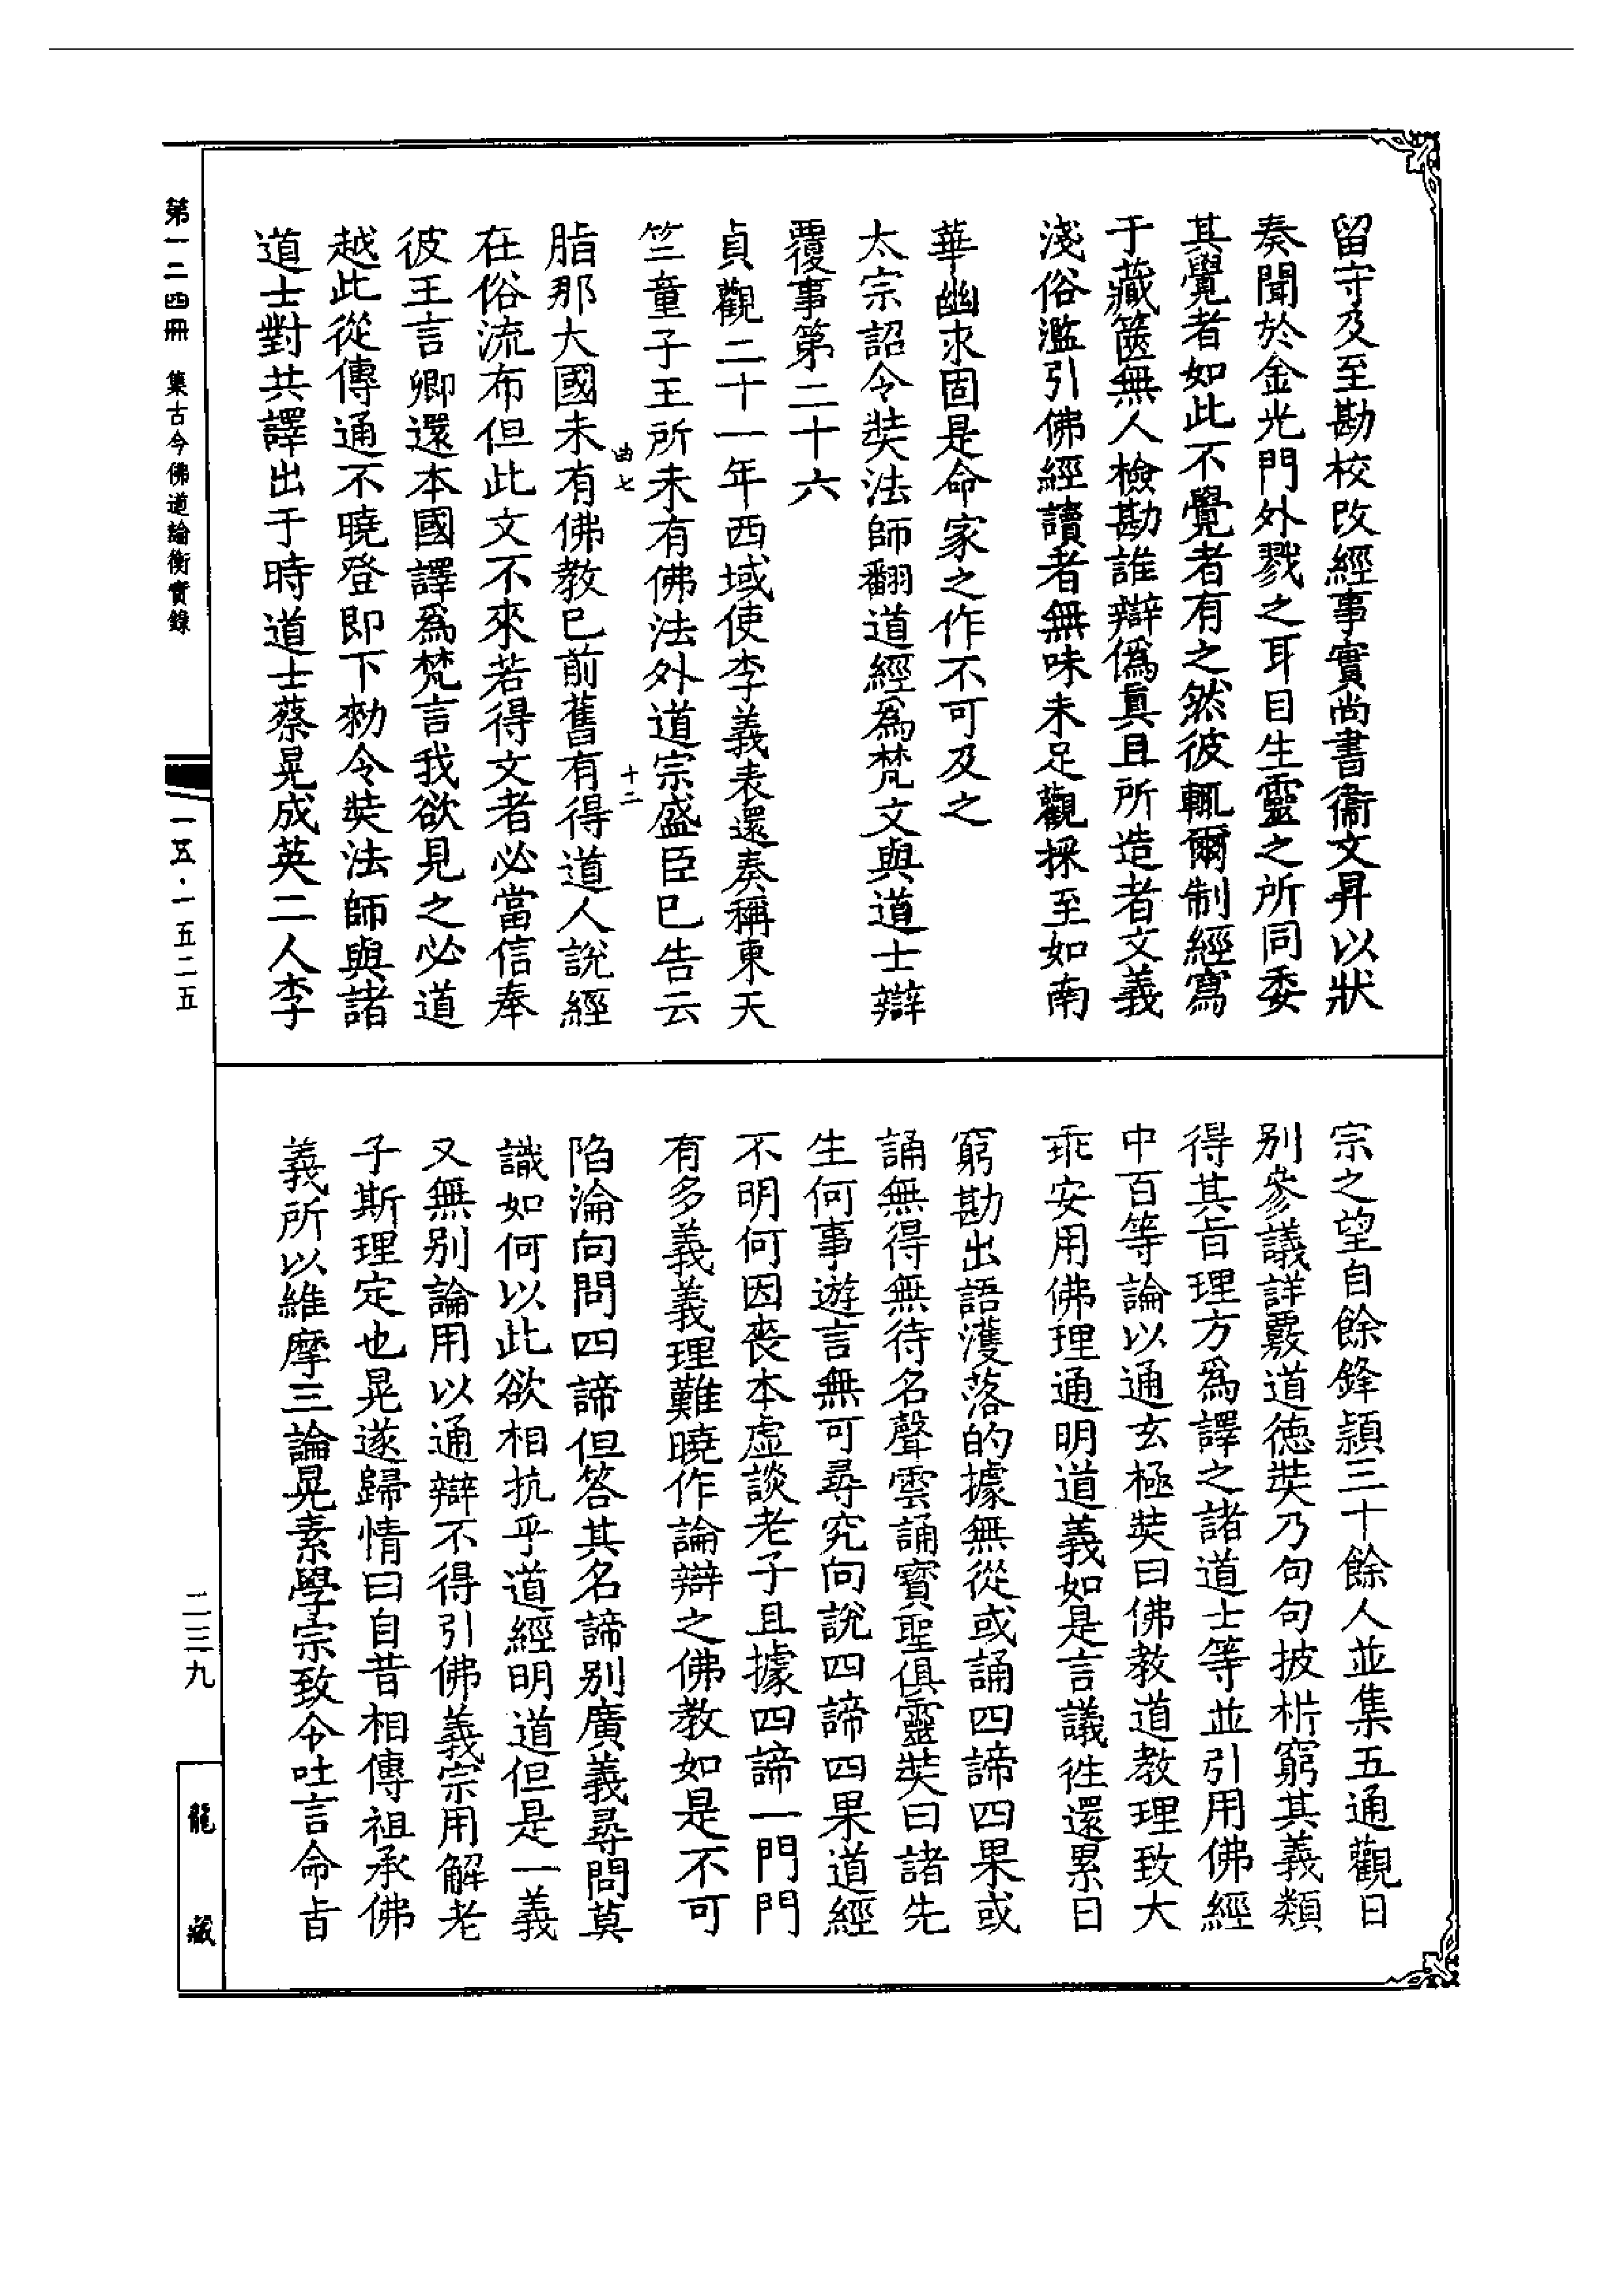 留守及至勘校改經事實尚書衞文昇以狀
奏聞於金光門外戮之耳目生靈之所同委
其覺者如此不覺者有之然彼輒爾制經寫
于藏篋無人檢勘誰辯偽真且所造者文義
淺俗濫引佛經讀者無味未足觀採至如南
華幽求固是命家之作不可及之
太宗詔令奘法師翻道經爲梵文與道士辯
覆事第二十六
貞觀二十一年西域使李義表還奏稱東天
竺童子王所未有佛法外道宗盛臣已告云
曲七
十二
脂那大國未有佛教已前舊有得道人說經
在俗流布但此文不來若得文者必當信奉
彼王言卿還本國譯爲梵言我欲見之必道
越此從傳通不曉登即下勑令奘法師與諸
道士對共譯出于時道士蔡晃成英二人李
宗之望自餘鋒穎三十餘人並集五通觀日
別參議詳覈道德奘乃句句披析窮其義類
得其旨理方爲譯之諸道士等並引用佛經
中百等論以通玄極奘曰佛教道教理致大
乖安用佛理通明道義如是言議徃還累日
窮勘出語濩落的據無從或誦四諦四果或
誦無得無待名聲雲誦寶聖俱靈奘曰諸先
生何事遊言無可尋究向說四諦四果道經
不明何因喪本虛談老子且據四諦一門門
有多義義理難曉作論辯之佛教如是不可
陷淪向問四諦但答其名諦別廣義尋問莫
識如何以此欲相抗乎道經明道但是一義
又無別論用以通辯不得引佛義宗用解老
子斯理定也晃遂歸情曰自昔相傳祖承佛
義所以維摩三論晃素學宗致令吐言命旨
第一二四冊 集古今佛道論衡實錄
一五·一五二五
二三九
龍藏